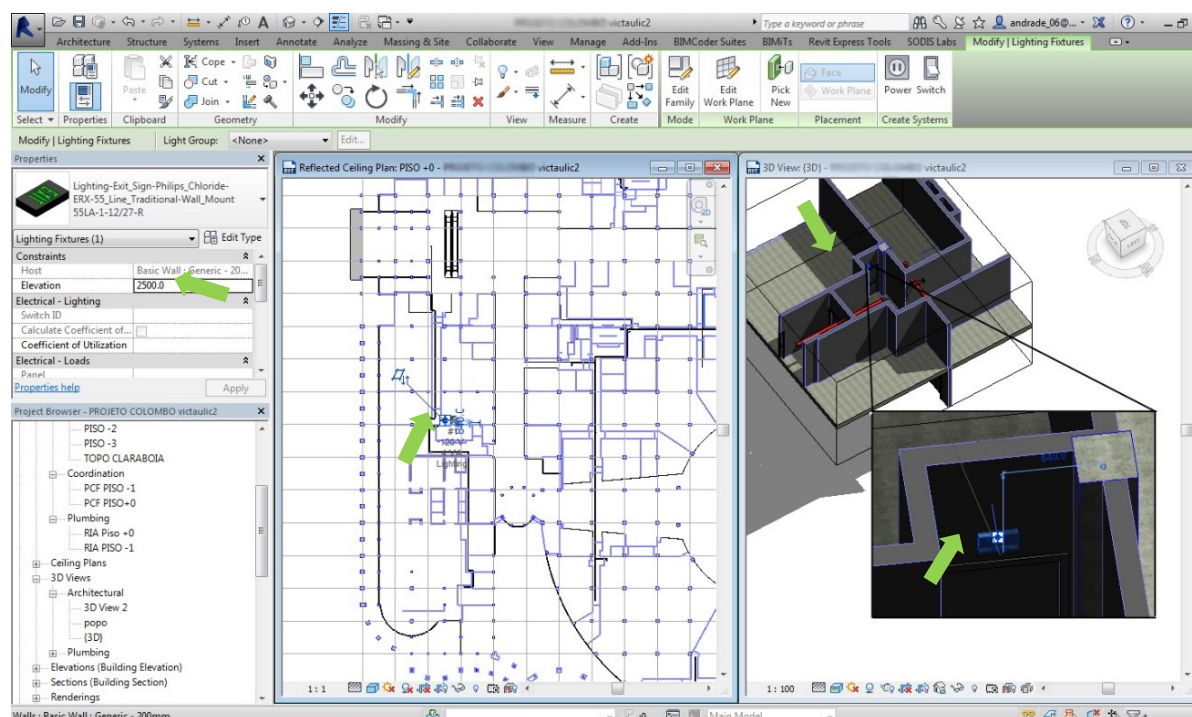 victaulic2
Type a keyword or phrase
andrade_06@...
Architecture Structure Systems Insert Annotate Analyze Massing & Site Collaborate View Manage Add-Ins BIMCoder Suites BIMiTs Revit Express Tools SODIS Labs Modify | Lighting Fixtures
Modify
Paste
Cope
Cut
Join
Edit Family
Edit Work Plane
Pick New
Face
Work Plane
Power Switch
Select Properties Clipboard Geometry Modify View Measure Create Mode Work Plane Placement Create Systems
Modify | Lighting Fixtures Light Group: <None> Edit...
Properties
Lighting-Exit_Sign-Philips_Chloride-
ERX-55_Line_Traditional-Wall_Mount
55LA-1-12/27-R
Lighting Fixtures (1) Edit Type
Constraints
Host Basic Wall : Generic - 20...
Elevation 2500.0
Electrical - Lighting
Switch ID
Calculate Coefficient of...
Coefficient of Utilization
Electrical - Loads
Panel
Properties help Apply
Project Browser - PROJETO COLOMBO victaulic2
PISO -2
PISO -3
TOPO CLARABOIA
Coordination
PCF PISO -1
PCF PISO+0
Plumbing
RIA Piso +0
RIA PISO -1
Ceiling Plans
3D Views
Architectural
3D View 2
popo
{3D}
Plumbing
Elevations (Building Elevation)
Sections (Building Section)
Renderings
Reflected Ceiling Plan: PISO +0 - victaulic2
Lighting
1 : 1
3D View: {3D} - victaulic2
1 : 100
Walls : Basic Wall : Generic - 200mm
Main Model